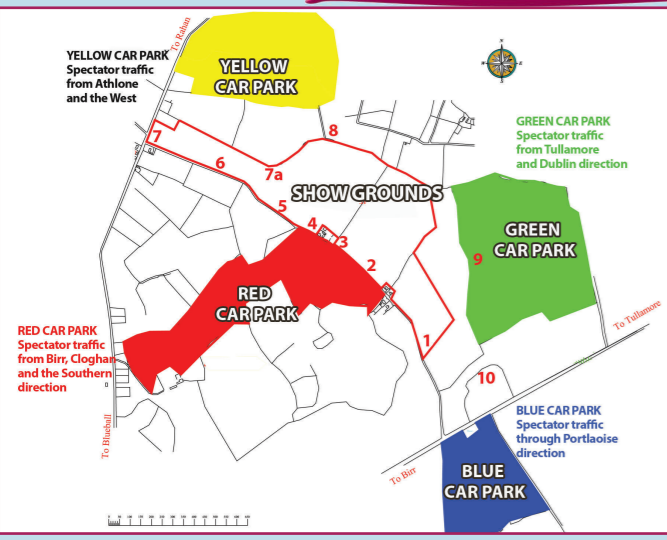 To Rahan
YELLOW CAR PARK
Spectator traffic
from Athlone
and the West
YELLOW
CAR PARK
GREEN CAR PARK
Spectator traffic
from Tullamore
and Dublin direction
7
6
8
7a
5
SHOW GROUNDS
4
3
2
9
GREEN
CAR PARK
RED
CAR PARK
1
To Tullamore
RED CAR PARK
Spectator traffic
from Birr, Cloghan
and the Southern
direction
10
To Blueball
BLUE CAR PARK
Spectator traffic
through Portlaoise
direction
To Birr
BLUE
CAR PARK